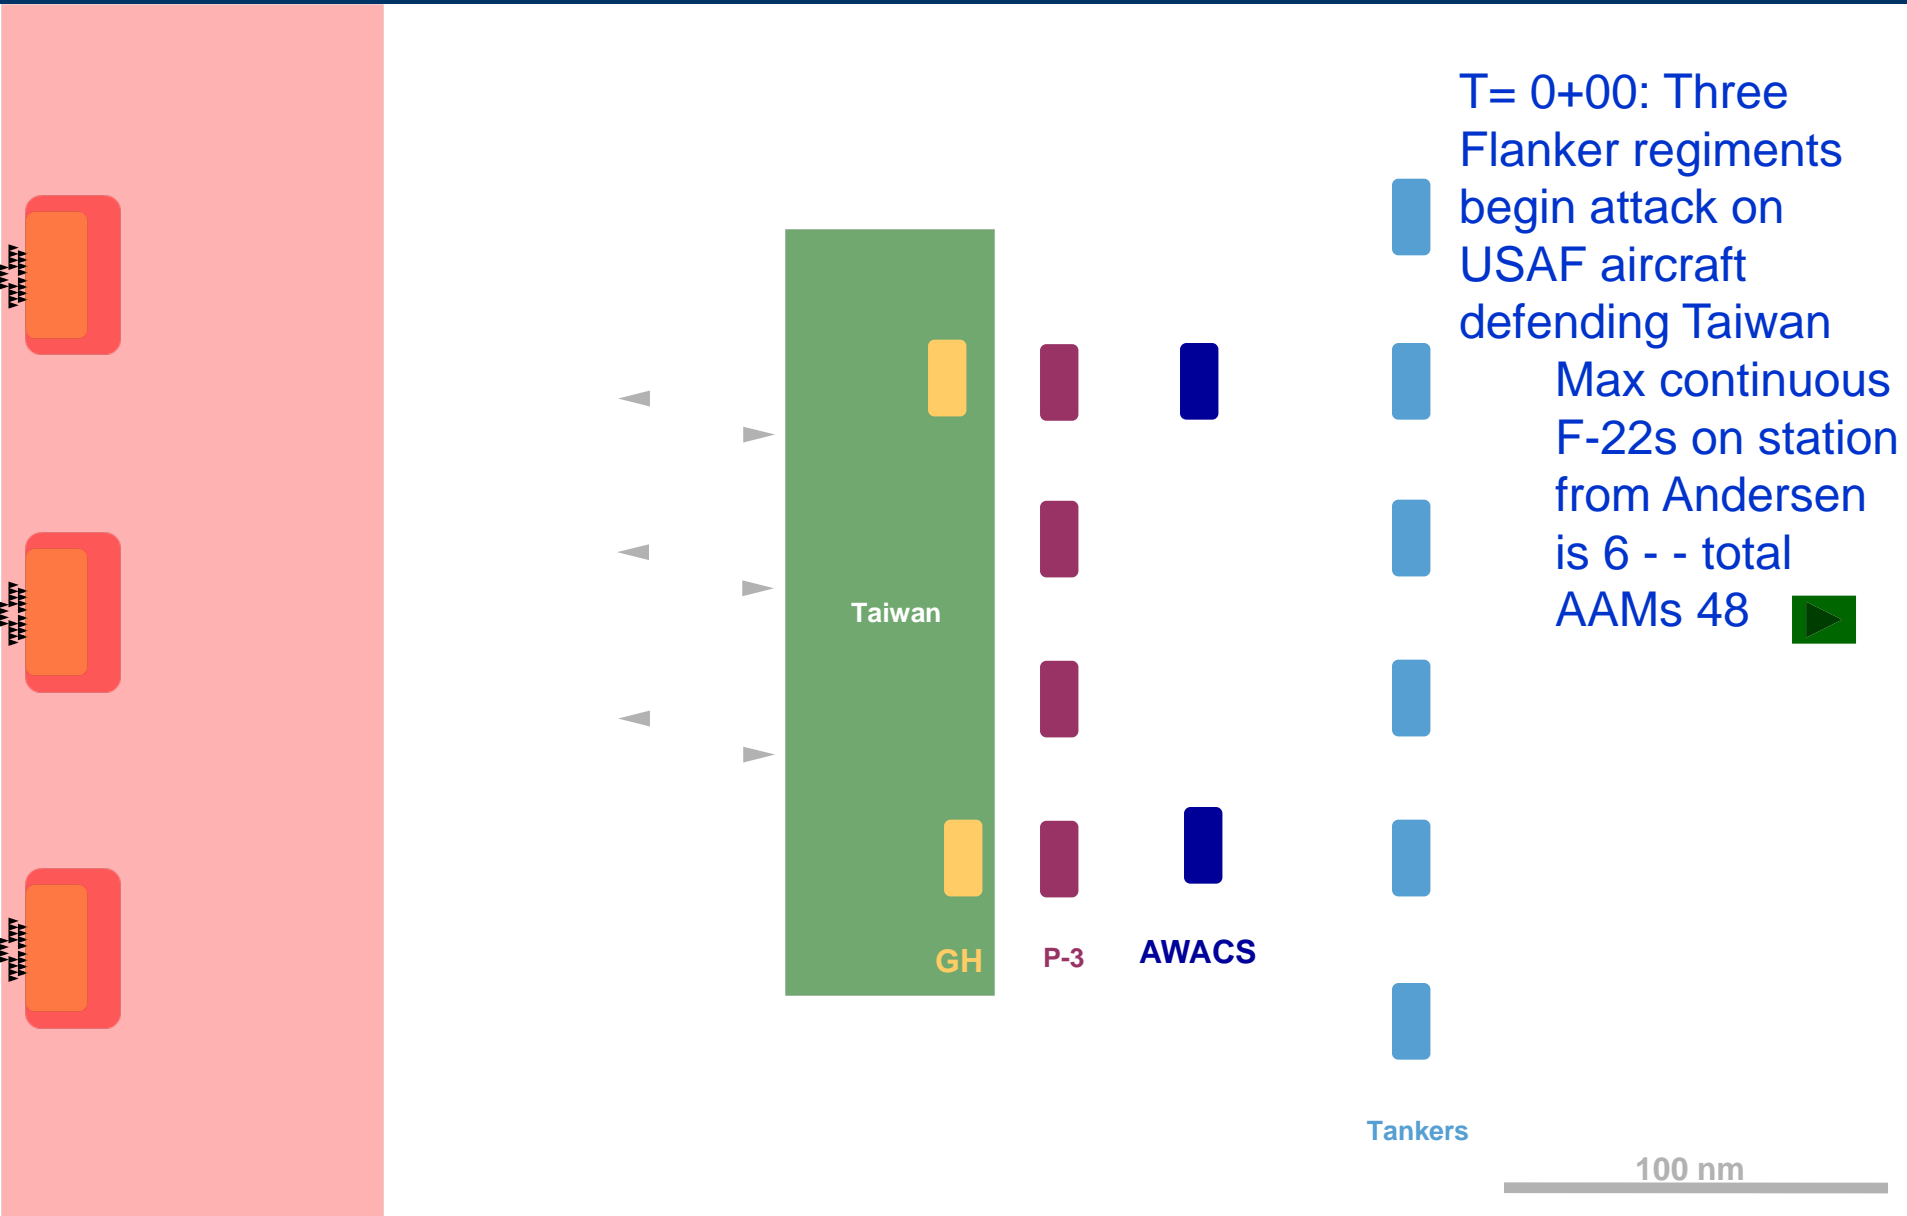 T= 0+00: Three
Flanker regiments
begin attack on
USAF aircraft
defending Taiwan
Max continuous
F-22s on station
from Andersen
is 6 - - total
AAMs 48
Taiwan
GH
P-3
AWACS
Tankers
100 nm